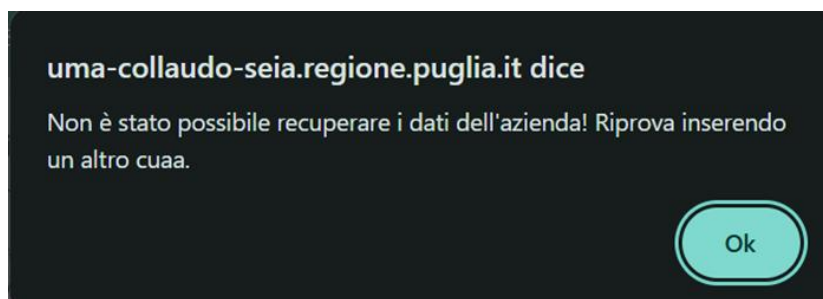 uma-collaudo-seia.regione.puglia.it dice
Non è stato possibile recuperare i dati dell'azienda! Riprova inserendo
un altro cuaa.
Ok